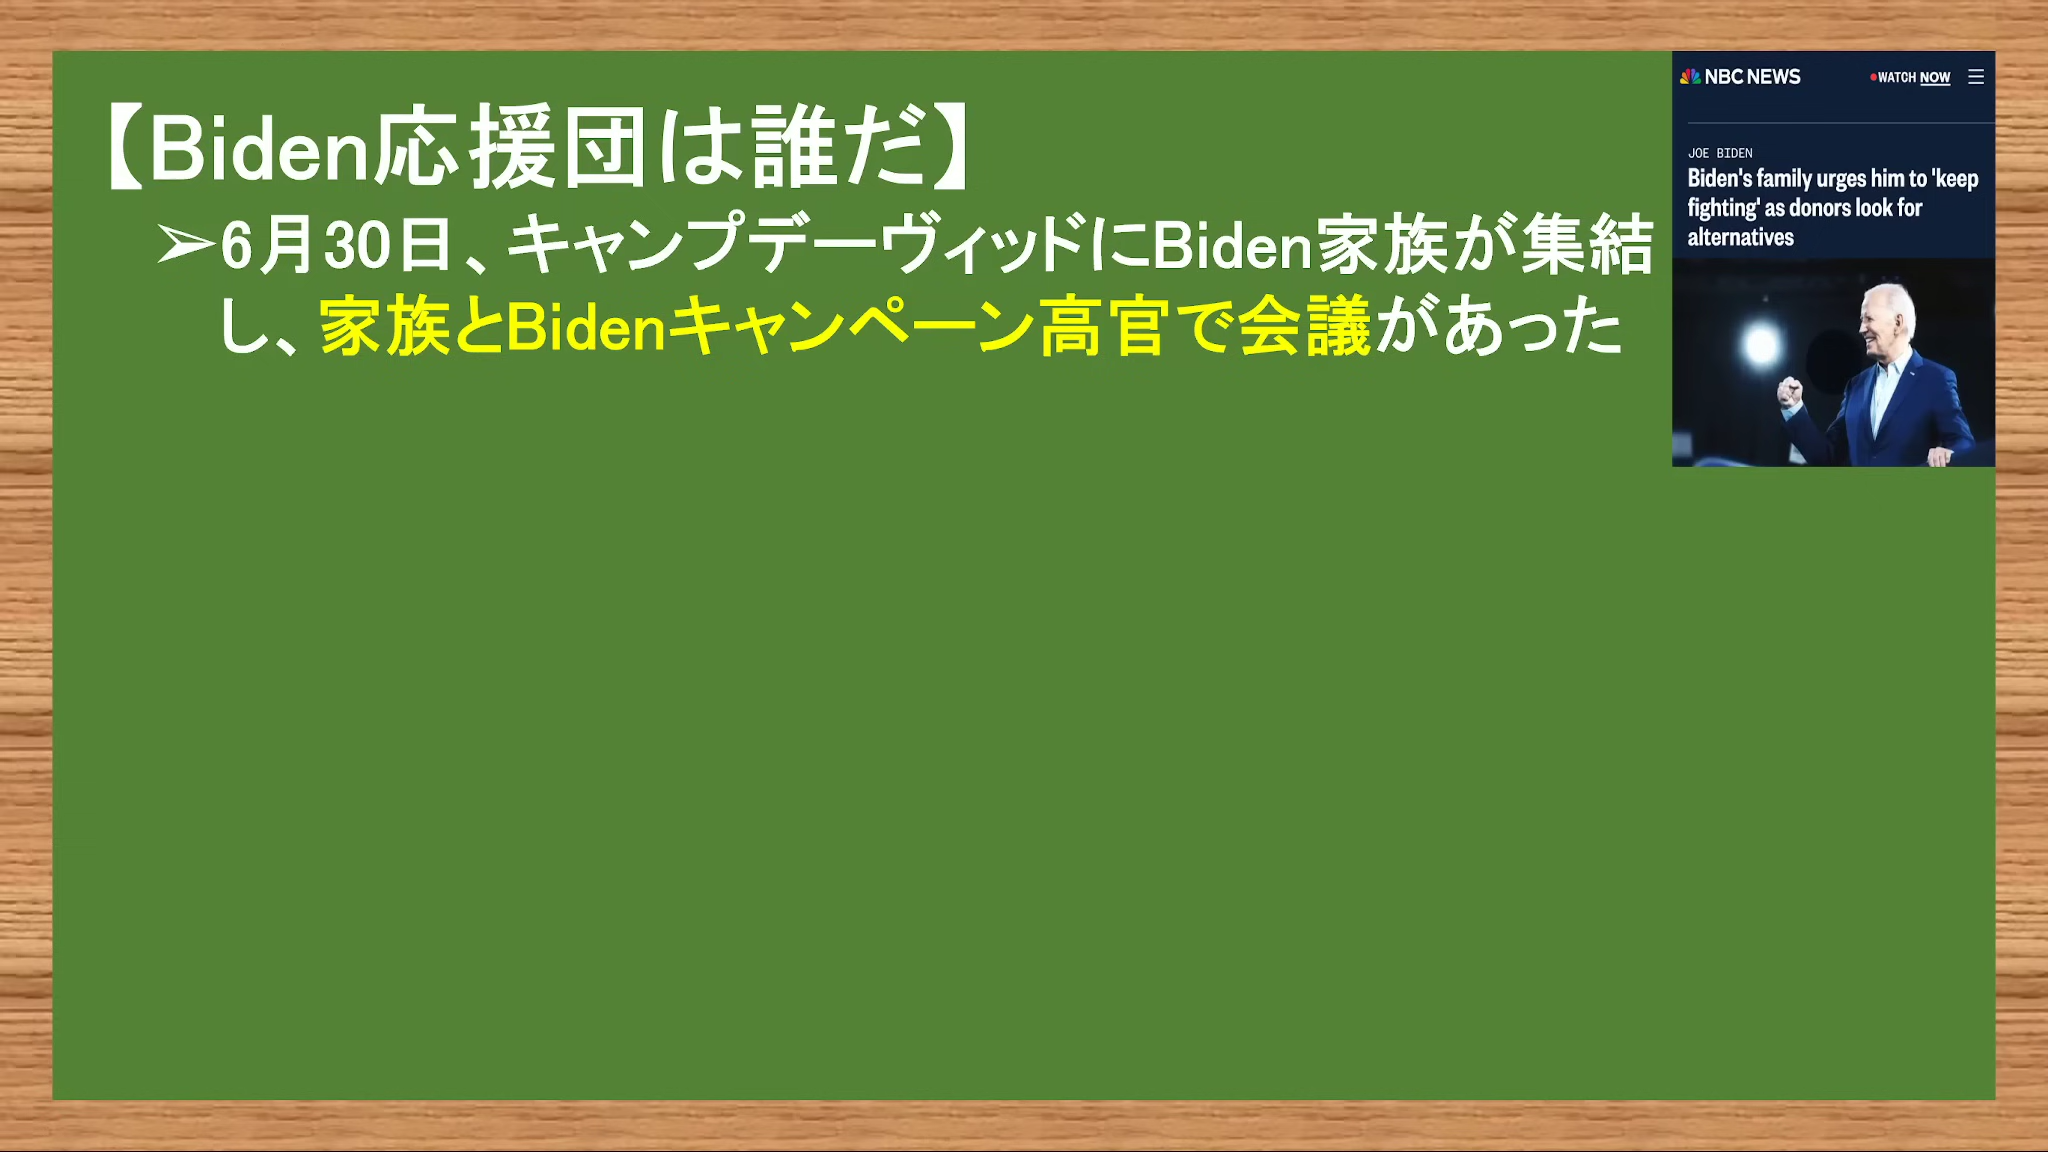 【Biden応援団は誰だ】
➢6月30日、キャンプデーヴィッドにBiden家族が集結
し、家族とBidenキャンペーン高官で会議があった
NBC NEWS
WATCH NOW
JOE BIDEN
Biden's family urges him to 'keep
fighting' as donors look for
alternatives